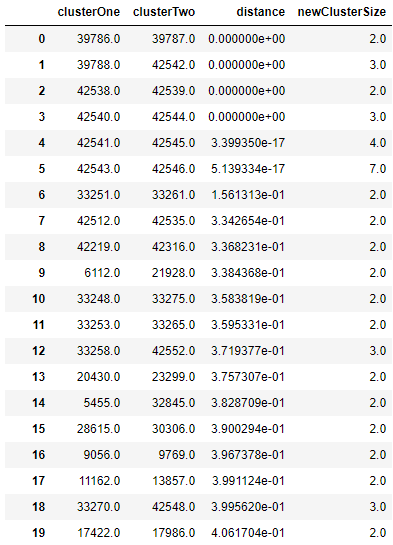 clusterOne clusterTwo distance newClusterSize
0 39786.0 39787.0 0.000000e+00 2.0
1 39788.0 42542.0 0.000000e+00 3.0
2 42538.0 42539.0 0.000000e+00 2.0
3 42540.0 42544.0 0.000000e+00 3.0
4 42541.0 42545.0 3.399350e-17 4.0
5 42543.0 42546.0 5.139334e-17 7.0
6 33251.0 33261.0 1.561313e-01 2.0
7 42512.0 42535.0 3.342654e-01 2.0
8 42219.0 42316.0 3.368231e-01 2.0
9 6112.0 21928.0 3.384368e-01 2.0
10 33248.0 33275.0 3.583819e-01 2.0
11 33253.0 33265.0 3.595331e-01 2.0
12 33258.0 42552.0 3.719377e-01 3.0
13 20430.0 23299.0 3.757307e-01 2.0
14 5455.0 32845.0 3.828709e-01 2.0
15 28615.0 30306.0 3.900294e-01 2.0
16 9056.0 9769.0 3.967378e-01 2.0
17 11162.0 13857.0 3.991124e-01 2.0
18 33270.0 42548.0 3.995620e-01 3.0
19 17422.0 17986.0 4.061704e-01 2.0